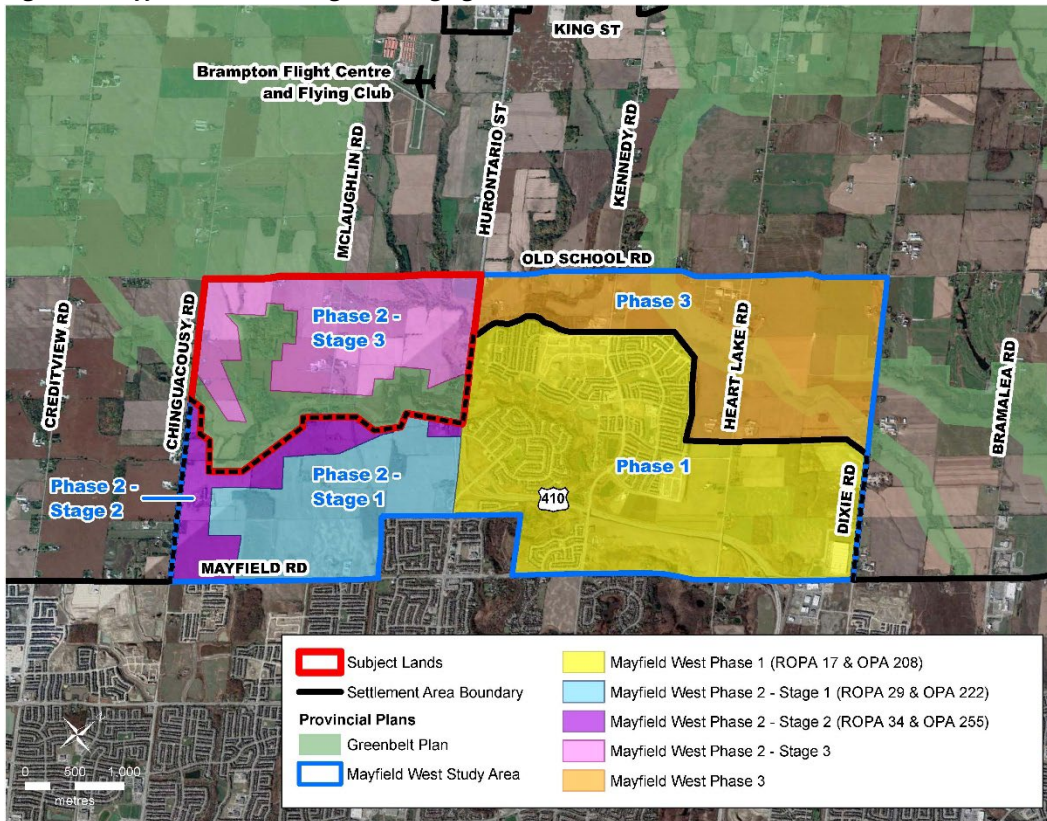 KING ST
Brampton Flight Centre
and Flying Club
MCLAUGHLIN RD
HURONTARIO ST
KENNEDY RD
OLD SCHOOL RD
CREDITVIEW RD
CHINGUACOUSY RD
Phase 2 -
Stage 3
Phase 3
HEART LAKE RD
BRAMALEA RD
Phase 2 -
Stage 2
Phase 2 -
Stage 1
Phase 1
410
DIXIE RD
MAYFIELD RD
Subject Lands
Settlement Area Boundary
Provincial Plans
Greenbelt Plan
Mayfield West Study Area
Mayfield West Phase 1 (ROPA 17 & OPA 208)
Mayfield West Phase 2 - Stage 1 (ROPA 29 & OPA 222)
Mayfield West Phase 2 - Stage 2 (ROPA 34 & OPA 255)
Mayfield West Phase 2 - Stage 3
Mayfield West Phase 3
0 500 1,000
metres